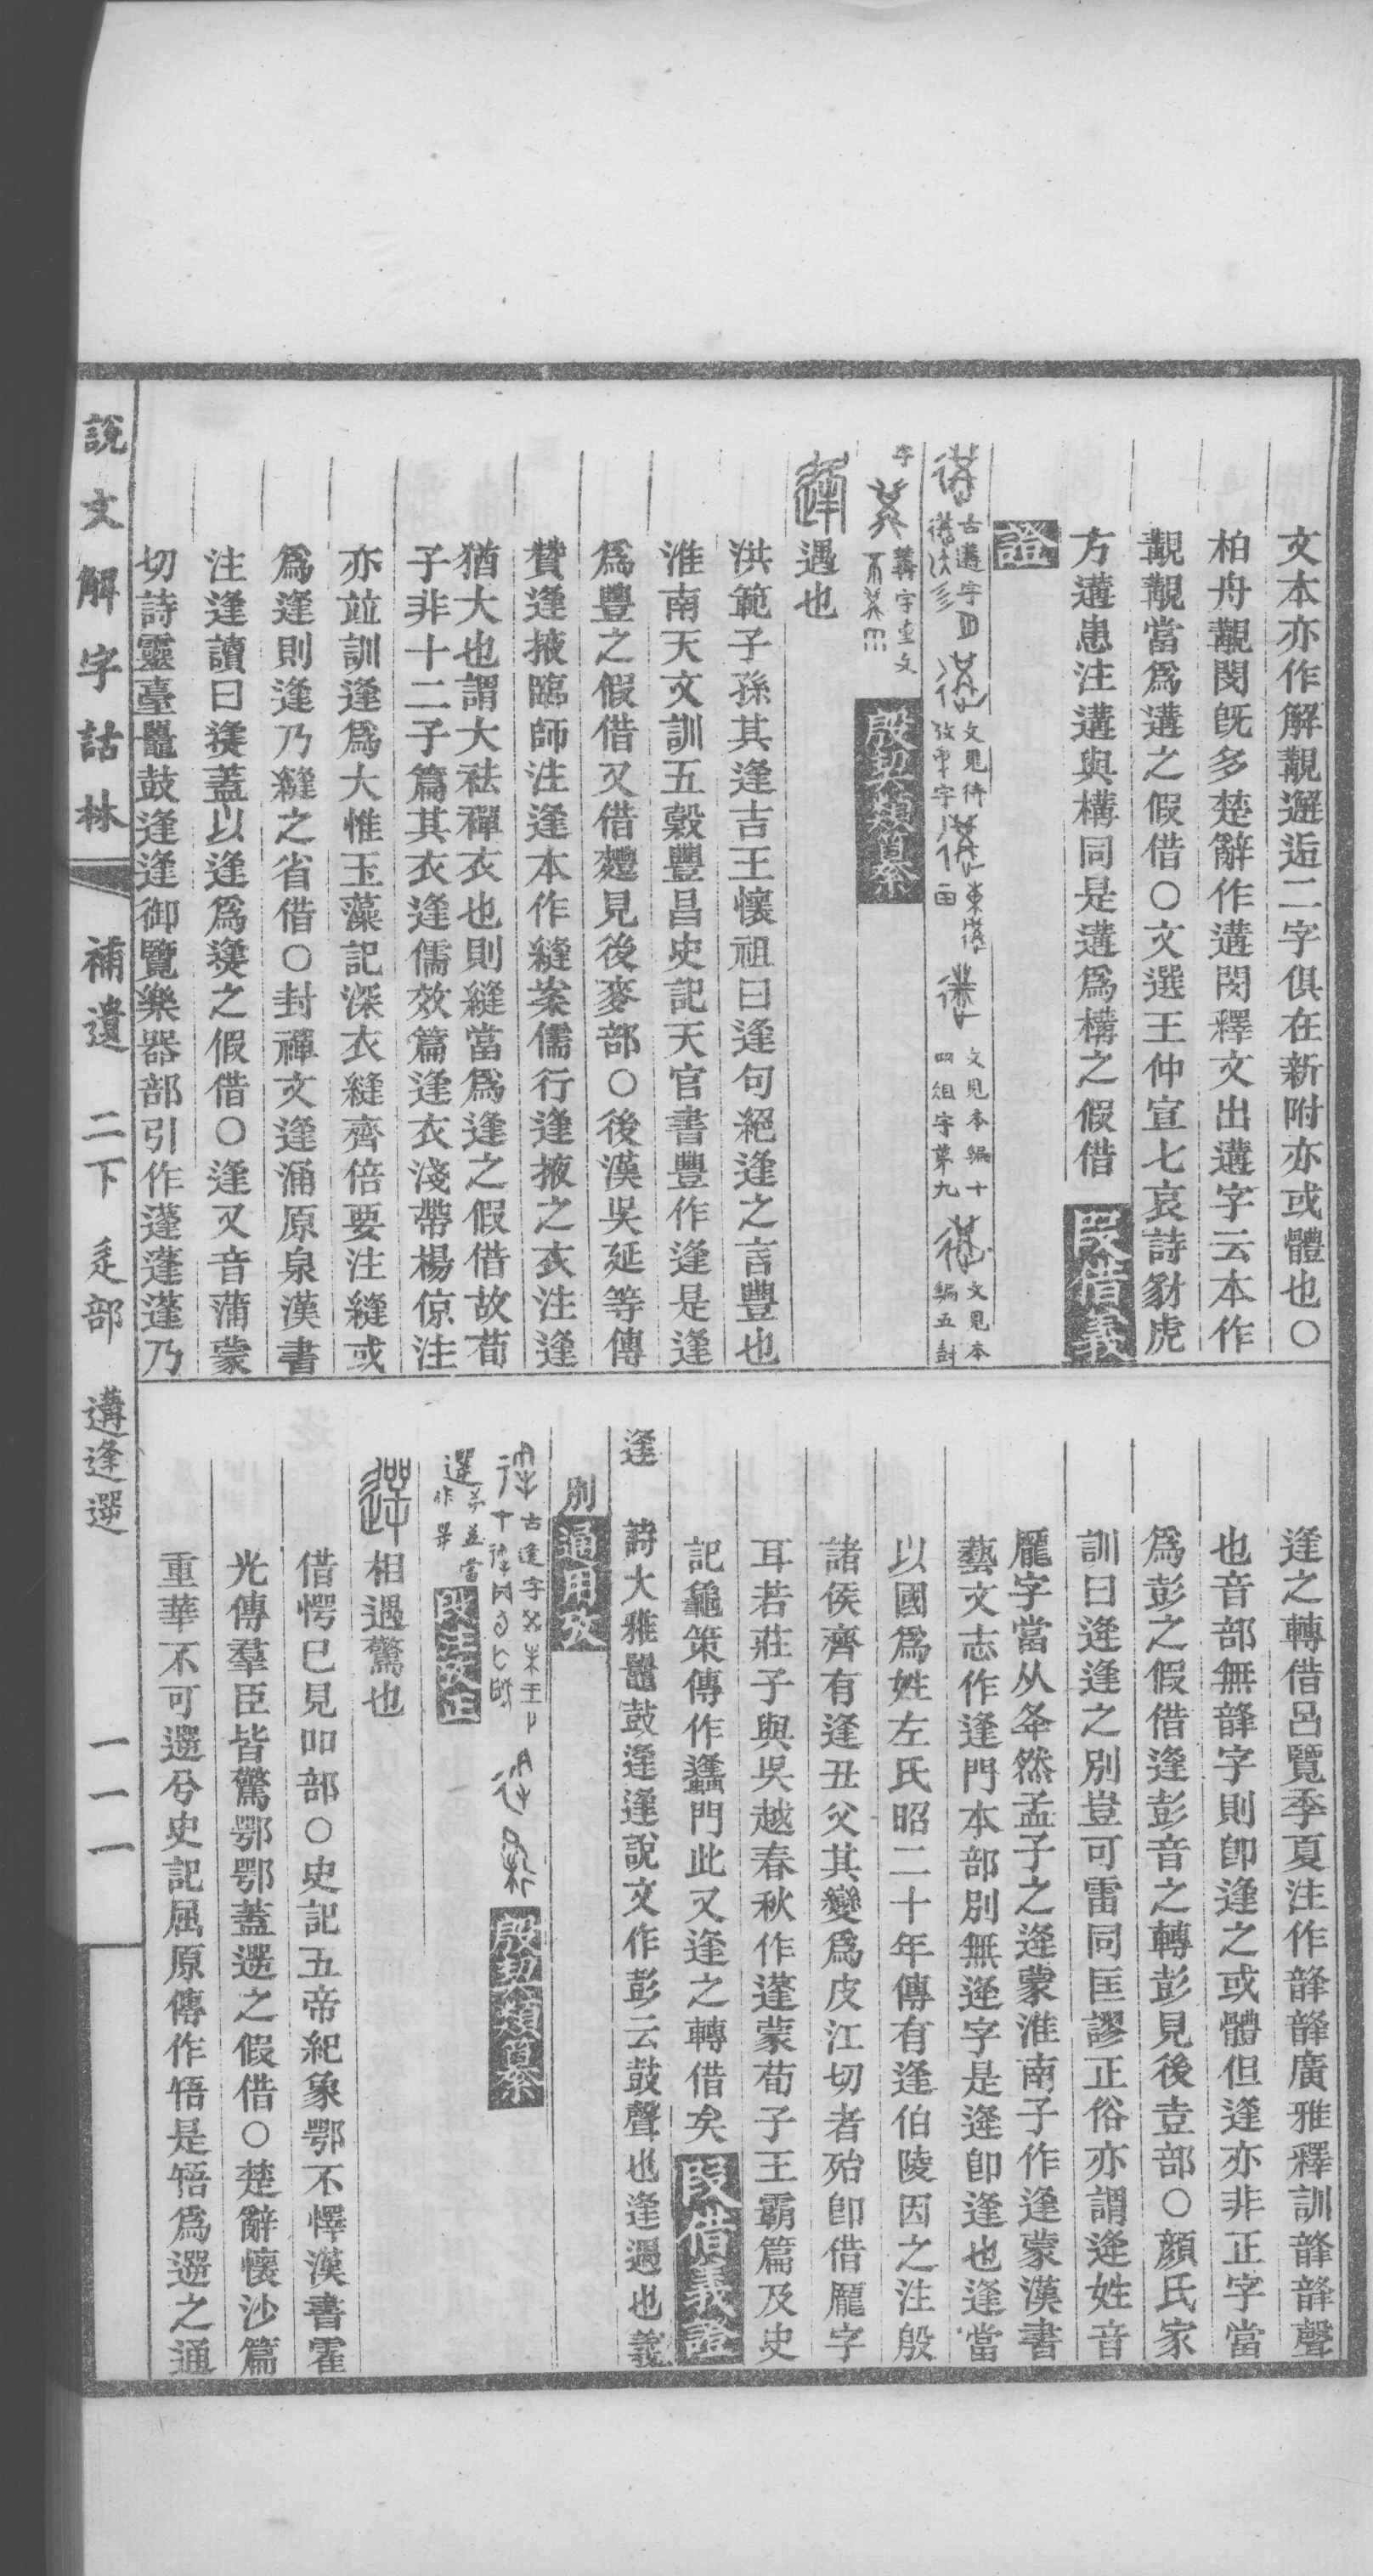 文本亦作解覯邂逅二字俱在新附亦或體也○
柏舟覯閔旣多楚辭作遘閔釋文出遘字云本作
覯覯當爲遘之假借○文選王仲宣七哀詩豺虎
方遘患注遘與構同是遘爲構之假借 叚借義
證
古遘字
文見待
文見本編十
四俎字第九
文見本
編五封
字 冓字重文
殷契類纂
逢 遇也
洪範子孫其逢吉王懷祖曰逢句絕逢之言豐也
淮南天文訓五穀豐昌史記天官書豐作逢是逢
爲豐之假借又借麷見後麥部○後漢吳延等傳
贊逢掖臨師注逢本作縫案儒行逢掖之衣注逢
猶大也謂大袪襌衣也則縫當爲逢之假借故荀
子非十二子篇其衣逢儒效篇逢衣淺帶楊倞注
亦竝訓逢爲大惟玉藻記深衣縫齊倍要注縫或
爲逢則逢乃縫之省借○封禪文逢涌原泉漢書
注逢讀曰㷭蓋以逢爲㷭之假借○逢又音蒲蒙
切詩靈臺鼉鼓逢逢御覽樂器部引作蓬蓬蓬乃
逢之轉借呂覽季夏注作韸韸廣雅釋訓韸韸聲
也音部無韸字則卽逢之或體但逢亦非正字當
爲彭之假借逢彭音之轉彭見後壴部○顏氏家
訓曰逄逢之別豈可雷同匡謬正俗亦謂逄姓音
龐字當从夅然孟子之逄蒙淮南子作逢蒙漢書
藝文志作逢門本部別無逄字是逄卽逢也逢當
以國爲姓左氏昭二十年傳有逢伯陵因之注殷
諸侯齊有逢丑父其變爲皮江切者殆卽借龐字
耳若莊子與吳越春秋作蓬蒙荀子王霸篇及史
記龜策傳作蠭門此又逢之轉借矣 叚借義證
逢 詩大雅鼉鼓逢逢說文作彭云鼓聲也逢遇也義
別 通用攷
古逢字
殷契類纂
段注攷正
遻 相遇驚也
借愕已見吅部○史記五帝紀象鄂不懌漢書霍
光傳羣臣皆驚鄂鄂蓋遻之假借○楚辭懷沙篇
重華不可遻兮史記屈原傳作啎是啎爲遻之通
說文解字詁林 補遺 二下 辵部 遘逢遻 一一一